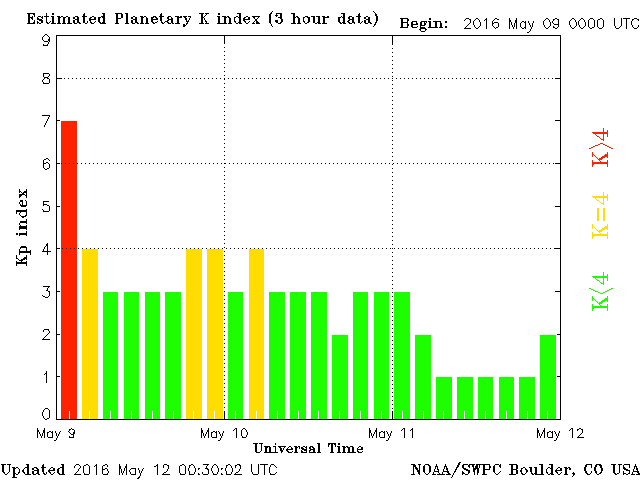 Estimated Planetary K index (3 hour data)
Begin: 2016 May 09 0000 UTC
9
8
7
6
5
4
3
2
1
0
Kp index
K>4
K=4
K<4
May 9
May 10
May 11
May 12
Universal Time
Updated 2016 May 12 00:30:02 UTC
NOAA/SWPC Boulder, CO USA